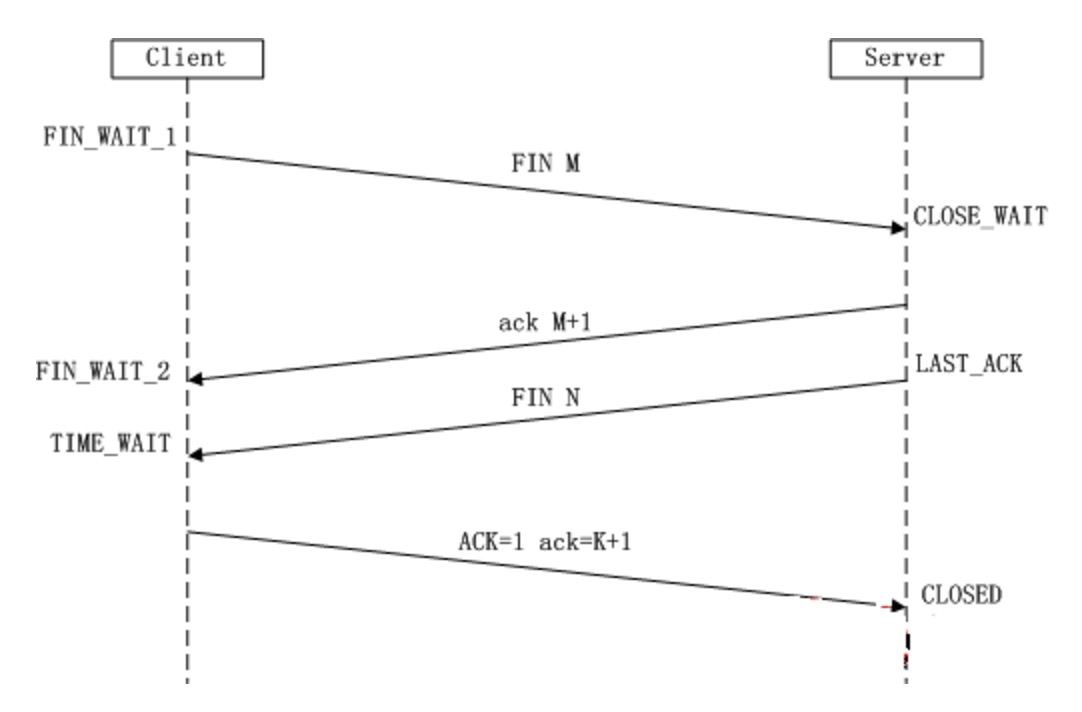 Client
Server
FIN_WAIT_1
FIN M
CLOSE_WAIT
ack M+1
FIN_WAIT_2
LAST_ACK
FIN N
TIME_WAIT
ACK=1 ack=K+1
CLOSED